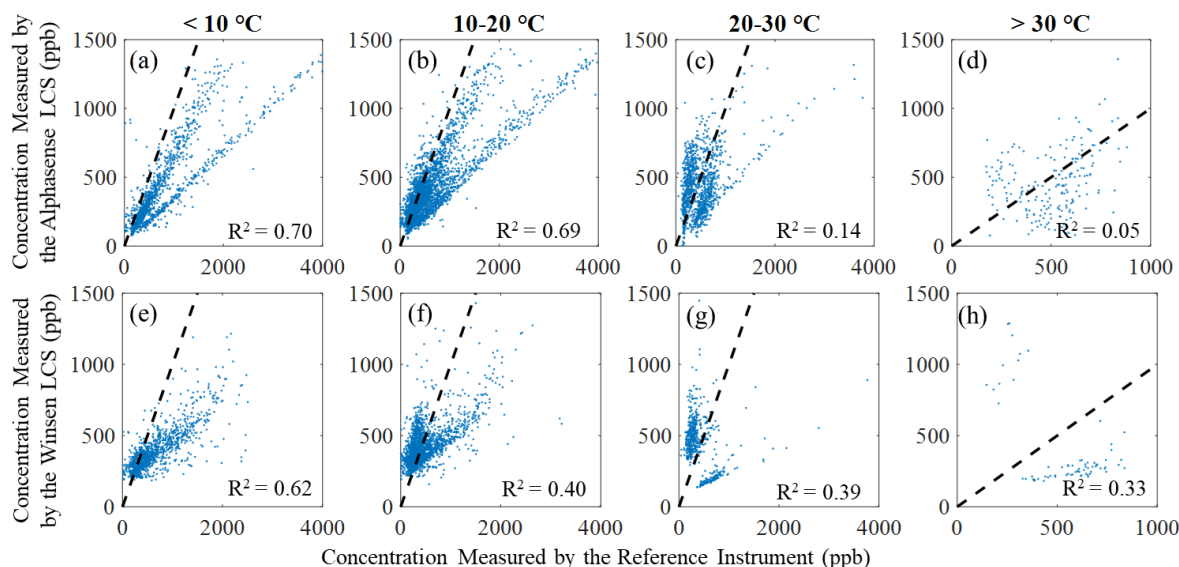 < 10 °C
10-20 °C
20-30 °C
> 30 °C
Concentration Measured by
the Alphasense LCS (ppb)
1500
1000
500
0
(a)
R² = 0.70
0
2000
4000
1500
1000
500
0
(b)
R² = 0.69
0
2000
4000
1500
1000
500
0
(c)
R² = 0.14
0
2000
4000
1500
1000
500
0
(d)
R² = 0.05
0
500
1000
Concentration Measured
by the Winsen LCS (ppb)
1500
1000
500
0
(e)
R² = 0.62
0
2000
4000
1500
1000
500
0
(f)
R² = 0.40
0
2000
4000
1500
1000
500
0
(g)
R² = 0.39
0
2000
4000
1500
1000
500
0
(h)
R² = 0.33
0
500
1000
Concentration Measured by the Reference Instrument (ppb)